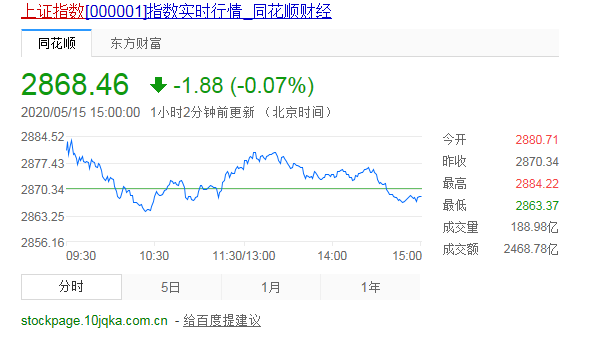 上证指数[000001]指数实时行情_同花顺财经
同花顺 东方财富
2868.46 -1.88 (-0.07%)
2020/05/15 15:00:00 1小时2分钟前更新 （北京时间）
2884.52
2877.43
2870.34
2863.25
2856.16
09:30 10:30 11:30/13:00 14:00 15:00
今开 2880.71
昨收 2870.34
最高 2884.22
最低 2863.37
成交量 188.98亿
成交额 2468.78亿
分时 5日 1月 1年
stockpage.10jqka.com.cn - 给百度提建议